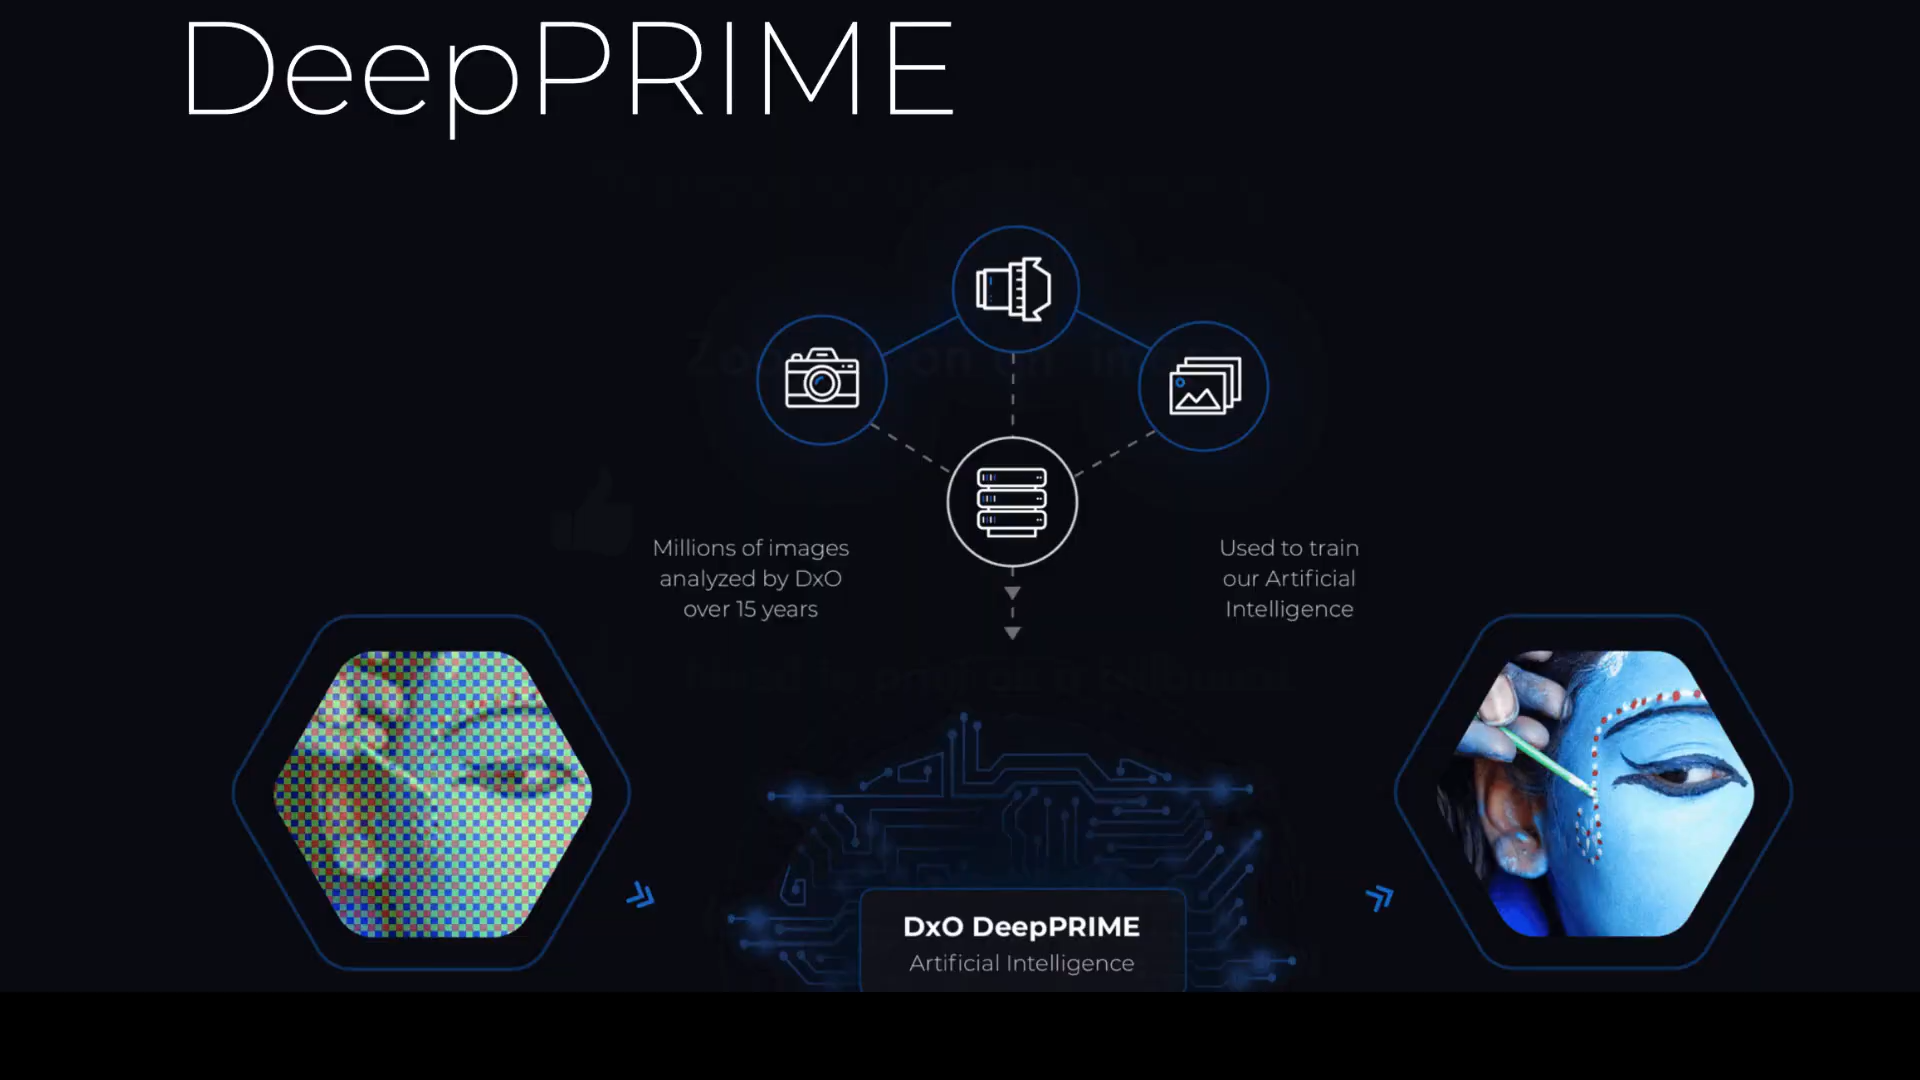 DeepPRIME
Millions of images
analyzed by DxO
over 15 years
Used to train
our Artificial
Intelligence
DxO DeepPRIME
Artificial Intelligence